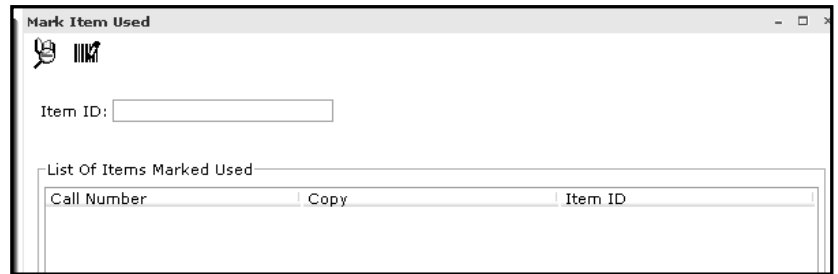 Mark Item Used
Item ID:
List Of Items Marked Used
Call Number Copy Item ID